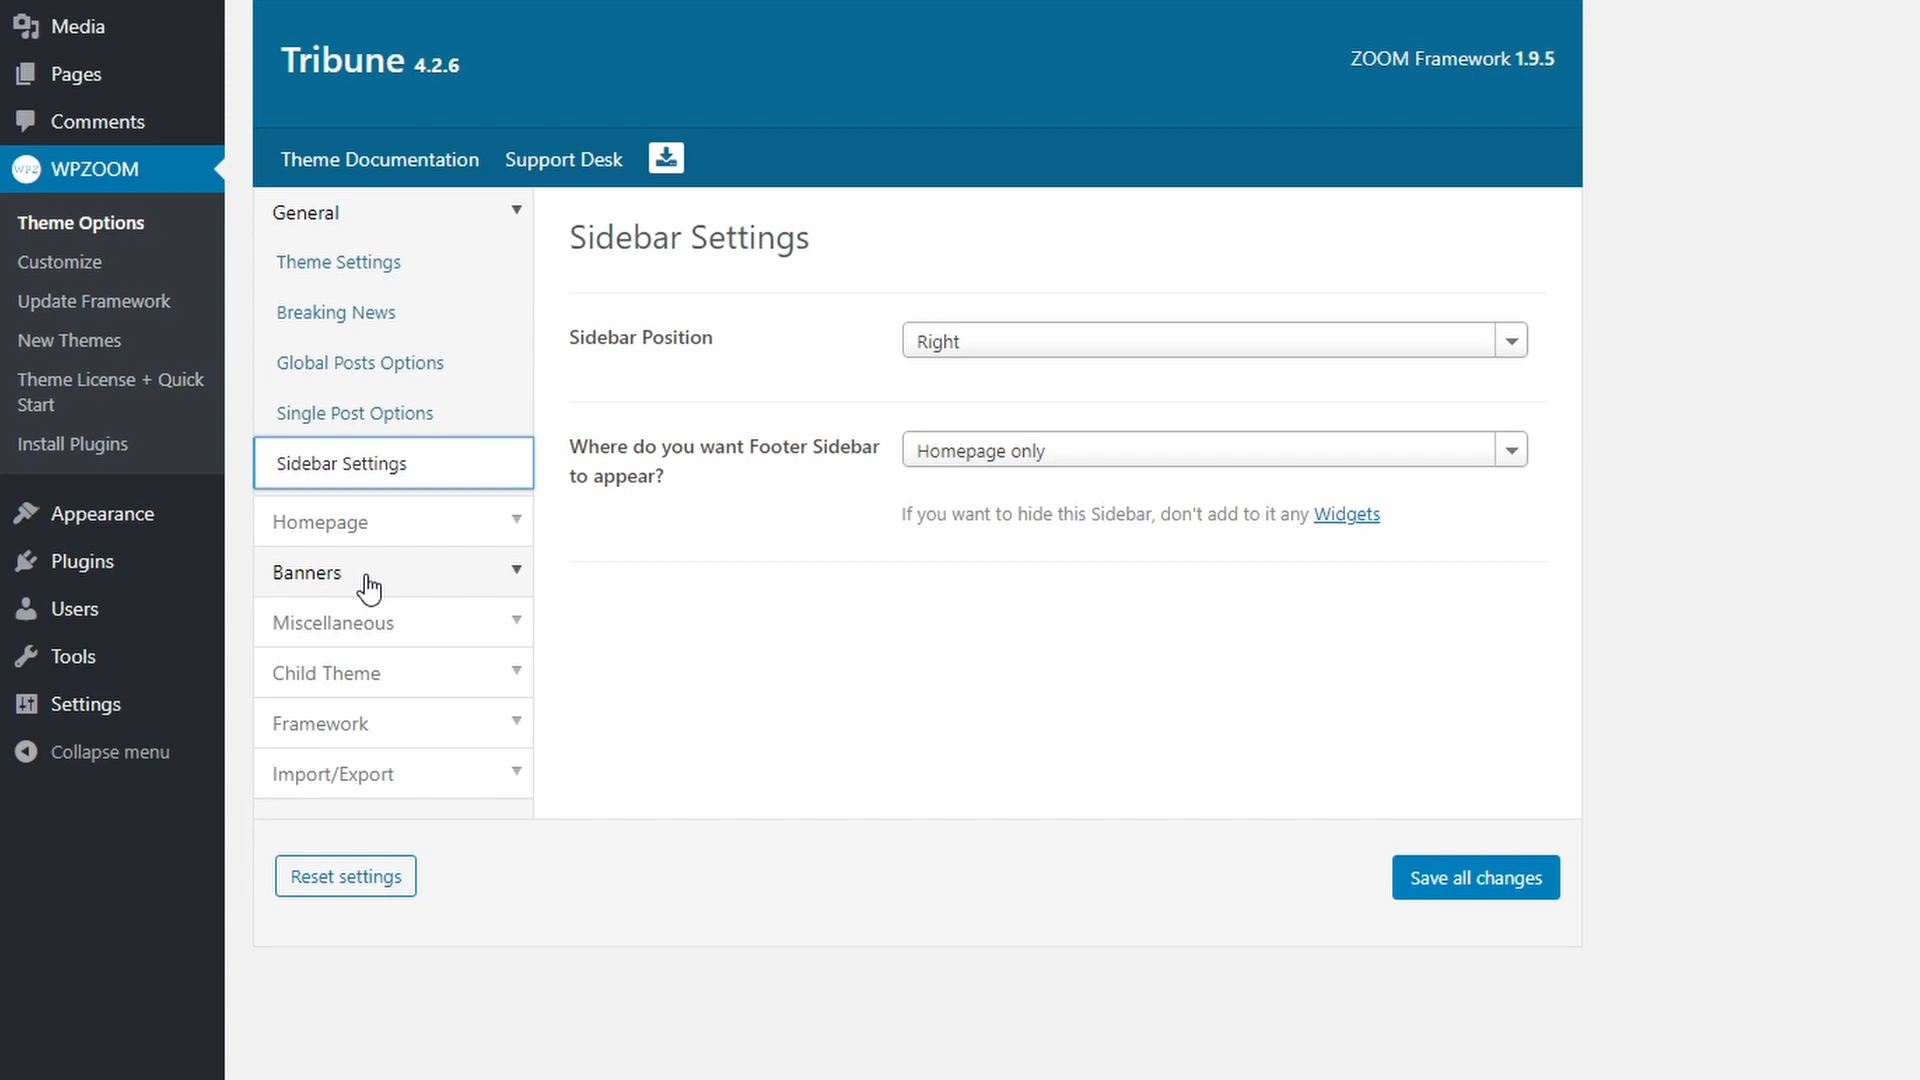 Media
Pages
Comments
WPZ
WPZOOM
Theme Options
Customize
Update Framework
New Themes
Theme License + Quick
Start
Install Plugins
Appearance
Plugins
Users
Tools
Settings
Collapse menu
Tribune 4.2.6
ZOOM Framework 1.9.5
Theme Documentation
Support Desk
General
Theme Settings
Breaking News
Global Posts Options
Single Post Options
Sidebar Settings
Homepage
Banners
Miscellaneous
Child Theme
Framework
Import/Export
Sidebar Settings
Sidebar Position
Right
Where do you want Footer Sidebar
to appear?
Homepage only
If you want to hide this Sidebar, don't add to it any Widgets
Reset settings
Save all changes